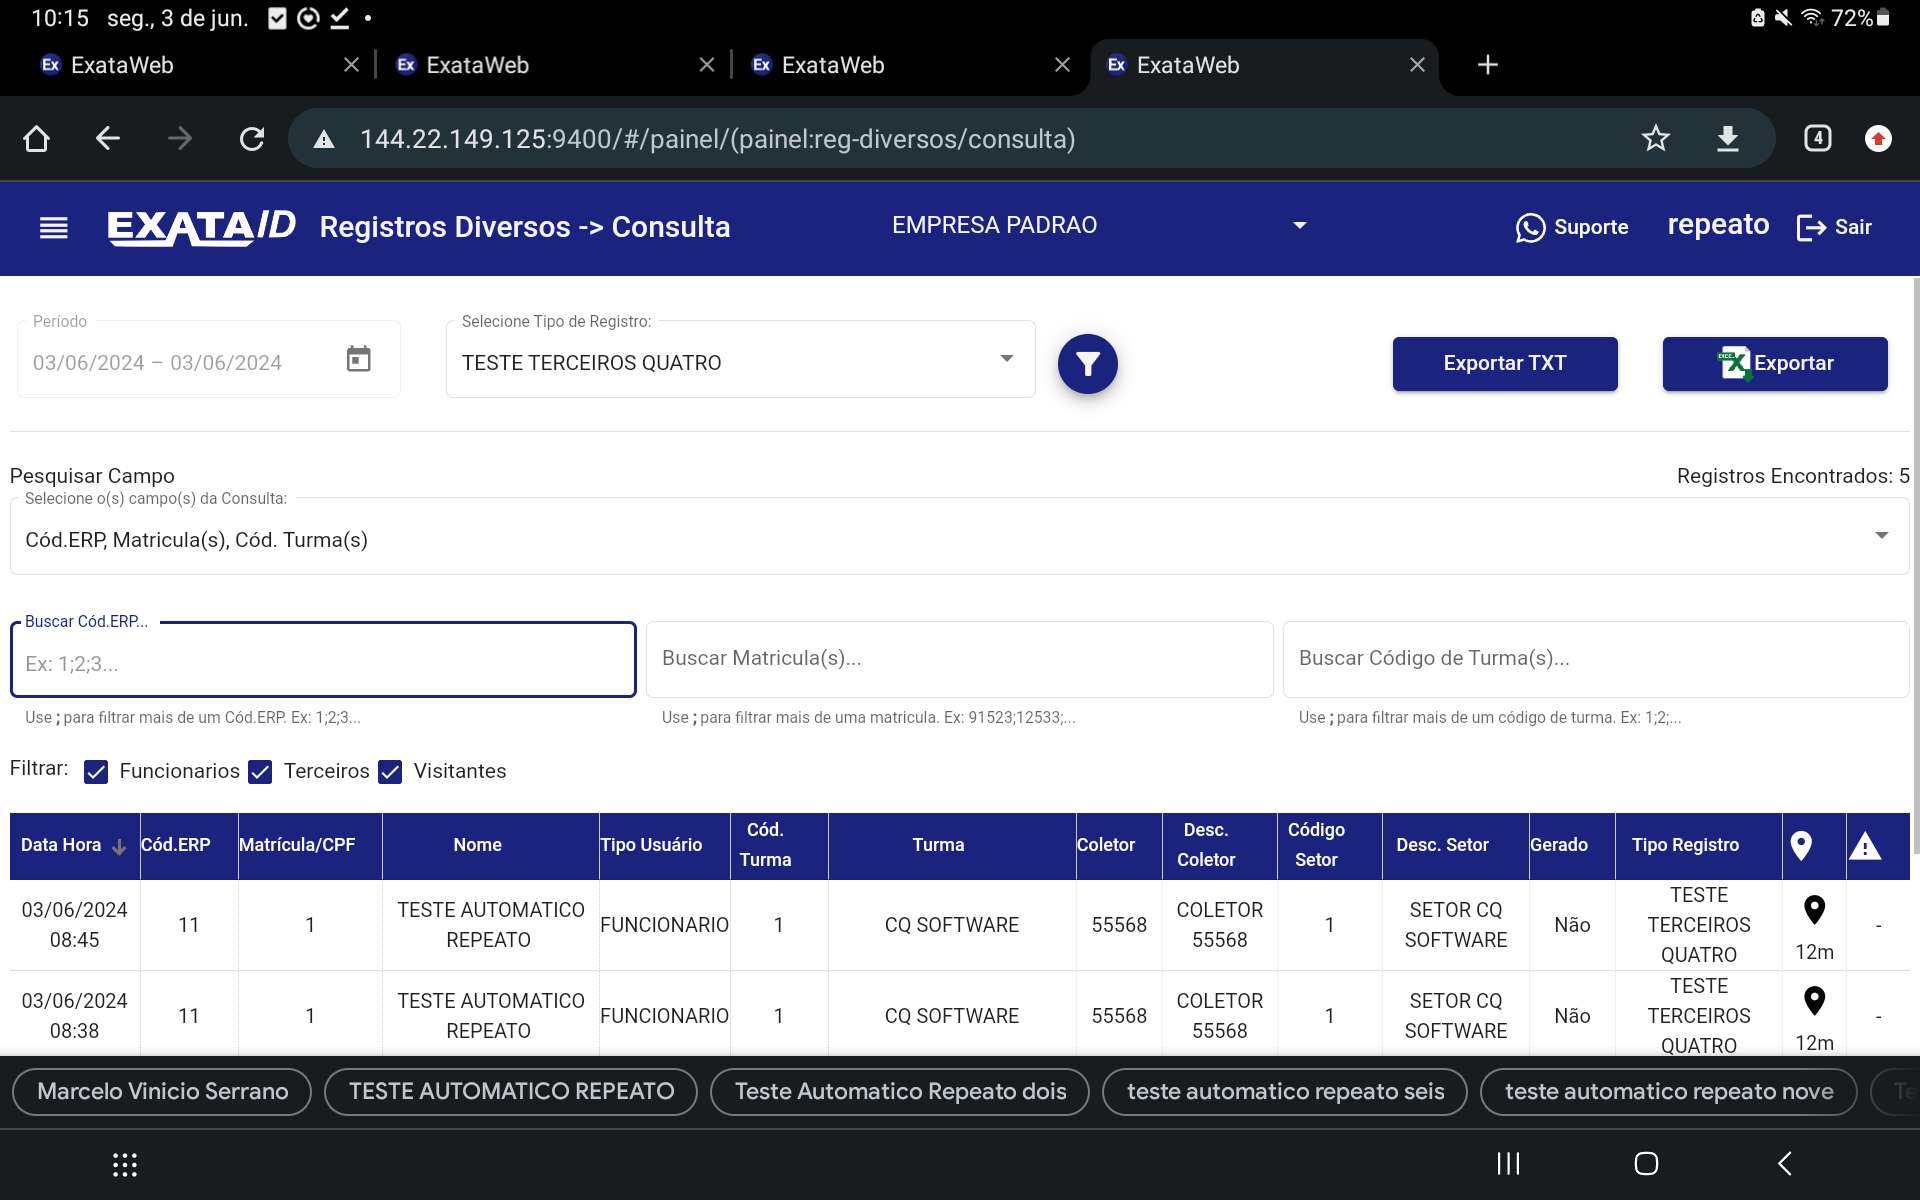 10:15 seg., 3 de jun. 72%
Ex ExataWeb Ex ExataWeb Ex ExataWeb Ex ExataWeb
144.22.149.125:9400/#/painel/(painel:reg-diversos/consulta) 4
EXATAID Registros Diversos -> Consulta EMPRESA PADRAO Suporte repeato Sair
Período Selecione Tipo de Registro:
03/06/2024 – 03/06/2024 TESTE TERCEIROS QUATRO Exportar TXT Exportar
Pesquisar Campo Registros Encontrados: 5
Selecione o(s) campo(s) da Consulta:
Cód.ERP, Matricula(s), Cód. Turma(s)
Buscar Cód.ERP...
Ex: 1;2;3... Buscar Matricula(s)... Buscar Código de Turma(s)...
Use ; para filtrar mais de um Cód.ERP. Ex: 1;2;3... Use ; para filtrar mais de uma matricula. Ex: 91523;12533;... Use ; para filtrar mais de um código de turma. Ex: 1;2;...
Filtrar: Funcionarios Terceiros Visitantes
Data Hora Cód.ERP Matrícula/CPF Nome Tipo Usuário Cód. Turma Turma Coletor Desc. Coletor Código Setor Desc. Setor Gerado Tipo Registro
03/06/2024 08:45 11 1 TESTE AUTOMATICO REPEATO FUNCIONARIO 1 CQ SOFTWARE 55568 COLETOR 55568 1 SETOR CQ SOFTWARE Não TESTE TERCEIROS QUATRO 12m -
03/06/2024 08:38 11 1 TESTE AUTOMATICO REPEATO FUNCIONARIO 1 CQ SOFTWARE 55568 COLETOR 55568 1 SETOR CQ SOFTWARE Não TESTE TERCEIROS QUATRO 12m -
Marcelo Vinicio Serrano TESTE AUTOMATICO REPEATO Teste Automatico Repeato dois teste automatico repeato seis teste automatico repeato nove